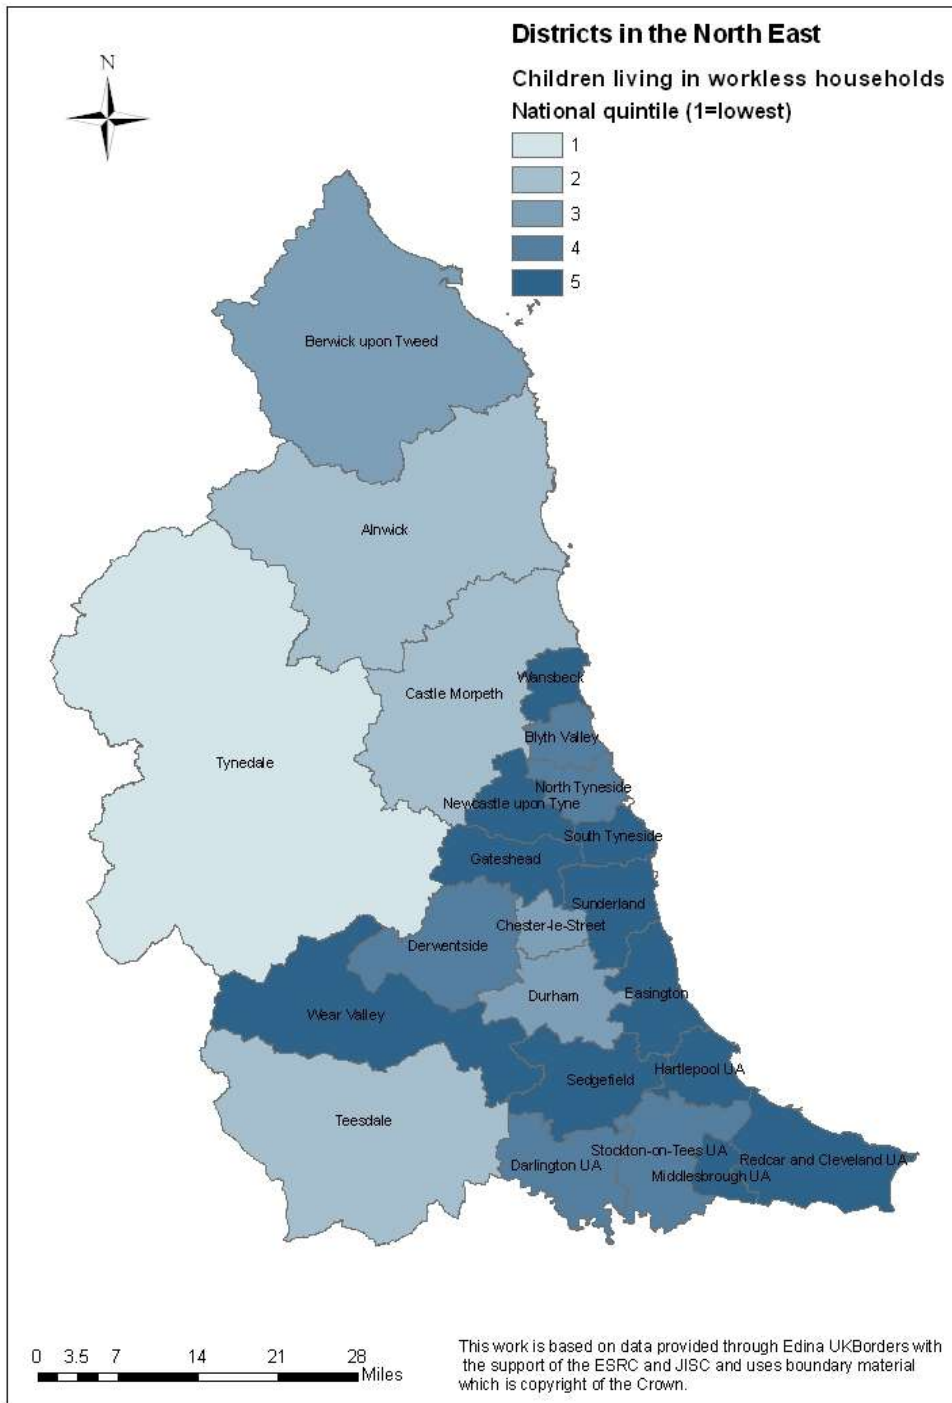 Districts in the North East
Children living in workless households
National quintile (1=lowest)
N
1
2
3
4
5
Berwick upon Tweed
Alnwick
Wansbeck
Castle Morpeth
Blyth Valley
Tynedale
North Tyneside
Newcastle upon Tyne
South Tyneside
Gateshead
Sunderland
Chester-le-Street
Derwentside
Durham
Easington
Wear Valley
Hartlepool UA
Sedgefield
Teesdale
Stockton-on-Tees UA
Redcar and Cleveland UA
Darlington UA
Middlesbrough UA
0 3.5 7 14 21 28
Miles
This work is based on data provided through Edina UKBorders with
the support of the ESRC and JISC and uses boundary material
which is copyright of the Crown.